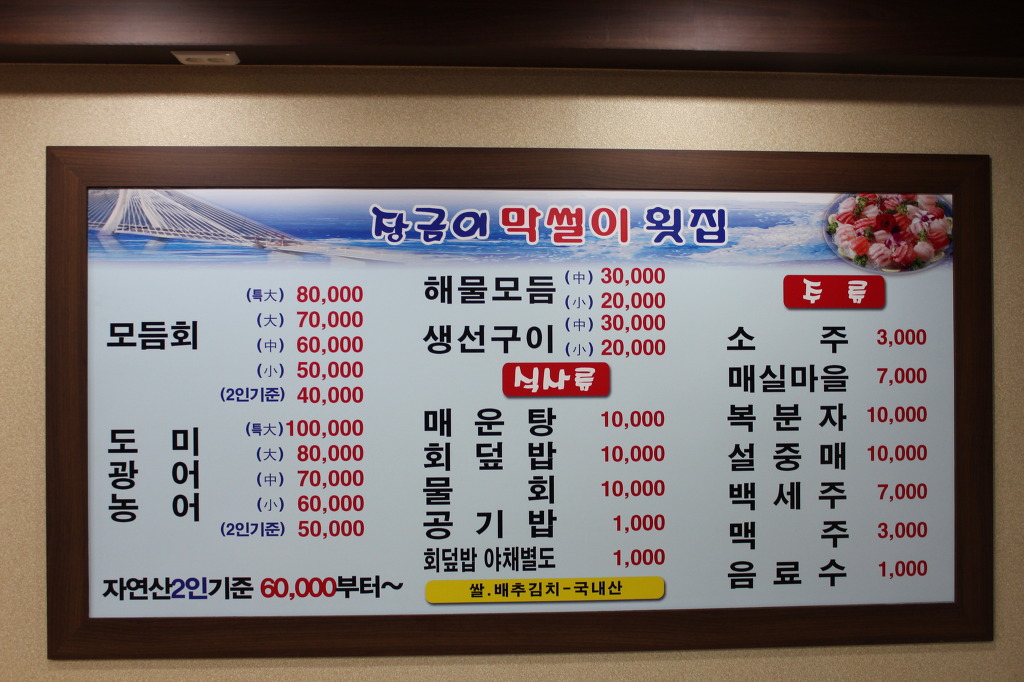 장금이 막썰이 횟집
모듬회
(특大) 80,000
(大) 70,000
(中) 60,000
(小) 50,000
(2인기준) 40,000
도 미
광 어
농 어
(특大) 100,000
(大) 80,000
(中) 70,000
(小) 60,000
(2인기준) 50,000
자연산2인기준 60,000부터~
해물모듬 (中) 30,000
(小) 20,000
생선구이 (中) 30,000
(小) 20,000
식사류
매 운 탕 10,000
회 덮 밥 10,000
물 회 10,000
공 기 밥 1,000
회덮밥 야채별도 1,000
쌀.배추김치-국내산
주 류
소 주 3,000
매실마을 7,000
복 분 자 10,000
설 중 매 10,000
백 세 주 7,000
맥 주 3,000
음 료 수 1,000